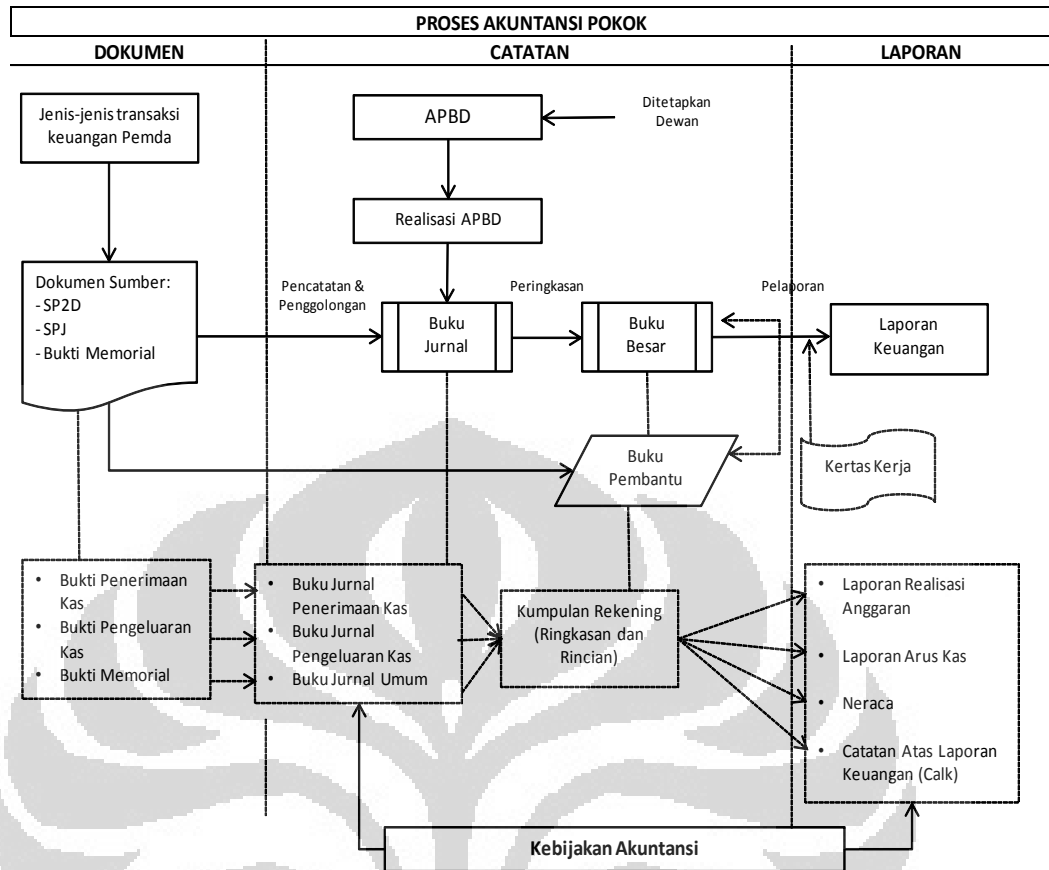 PROSES AKUNTANSI POKOK
DOKUMEN
CATATAN
LAPORAN
Jenis-jenis transaksi
keuangan Pemda
APBD
Ditetapkan
Dewan
Realisasi APBD
Dokumen Sumber:
- SP2D
- SPJ
- Bukti Memorial
Pencatatan &
Penggolongan
Buku
Jurnal
Peringkasan
Buku
Besar
Pelaporan
Laporan
Keuangan
Buku
Pembantu
Kertas Kerja
• Bukti Penerimaan
Kas
• Bukti Pengeluaran
Kas
• Bukti Memorial
• Buku Jurnal
Penerimaan Kas
• Buku Jurnal
Pengeluaran Kas
• Buku Jurnal Umum
Kumpulan Rekening
(Ringkasan dan
Rincian)
• Laporan Realisasi
Anggaran
• Laporan Arus Kas
• Neraca
• Catatan Atas Laporan
Keuangan (Calk)
Kebijakan Akuntansi